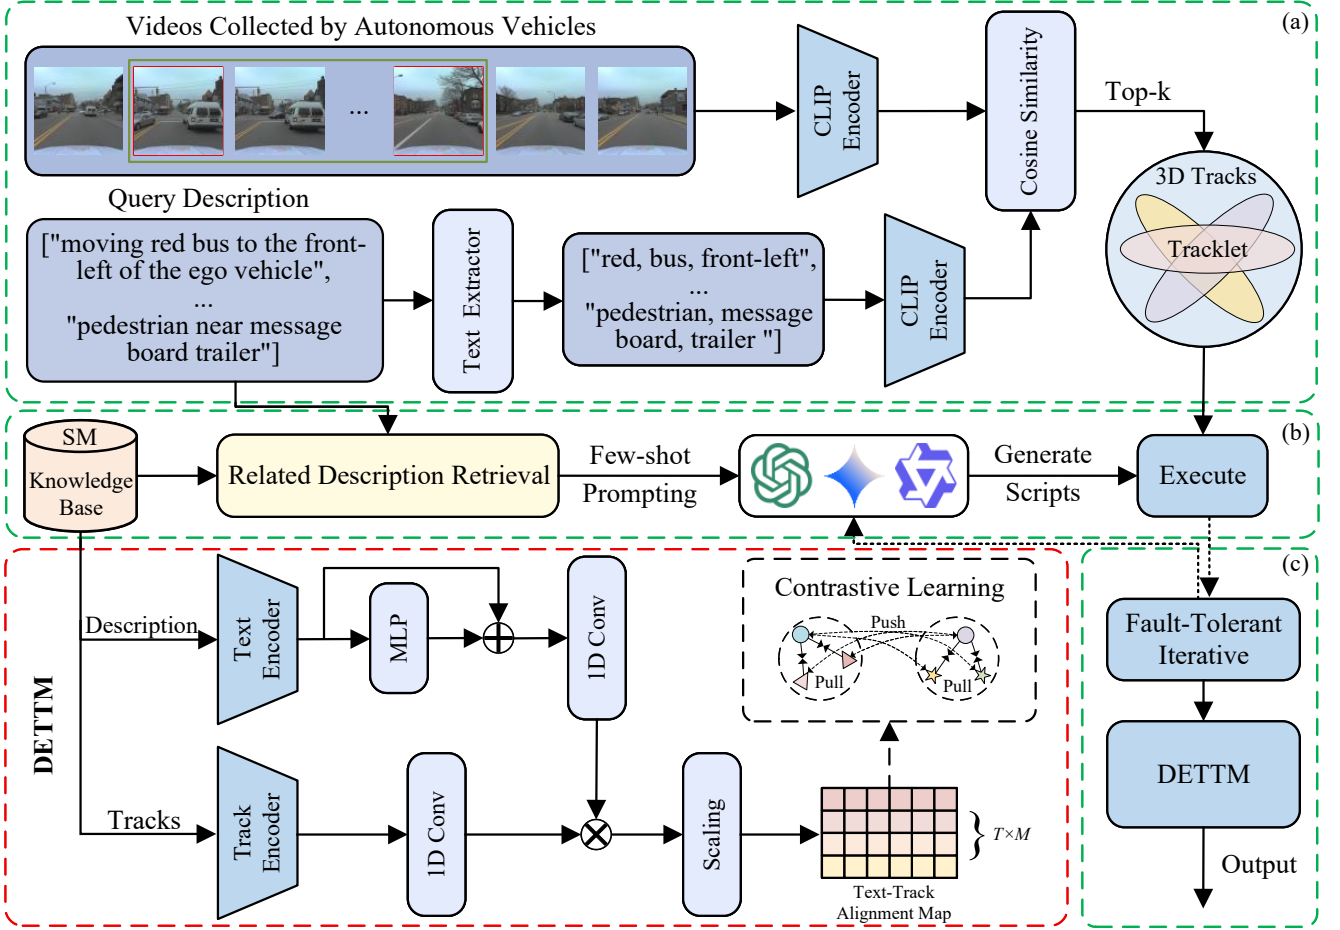 (a)
Videos Collected by Autonomous Vehicles
...
CLIP
Encoder
Cosine Similarity
Top-k
3D Tracks
Tracklet
Query Description
["moving red bus to the front-
left of the ego vehicle",
...
"pedestrian near message
board trailer"]
Text Extractor
["red, bus, front-left",
...
"pedestrian, message
board, trailer "]
CLIP
Encoder
(b)
SM
Knowledge
Base
Related Description Retrieval
Few-shot
Prompting
Generate
Scripts
Execute
DETTM
Description
Text
Encoder
MLP
1D Conv
Tracks
Track
Encoder
1D Conv
Scaling
Contrastive Learning
Push
Pull
Pull
T×M
Text-Track
Alignment Map
(c)
Fault-Tolerant
Iterative
DETTM
Output